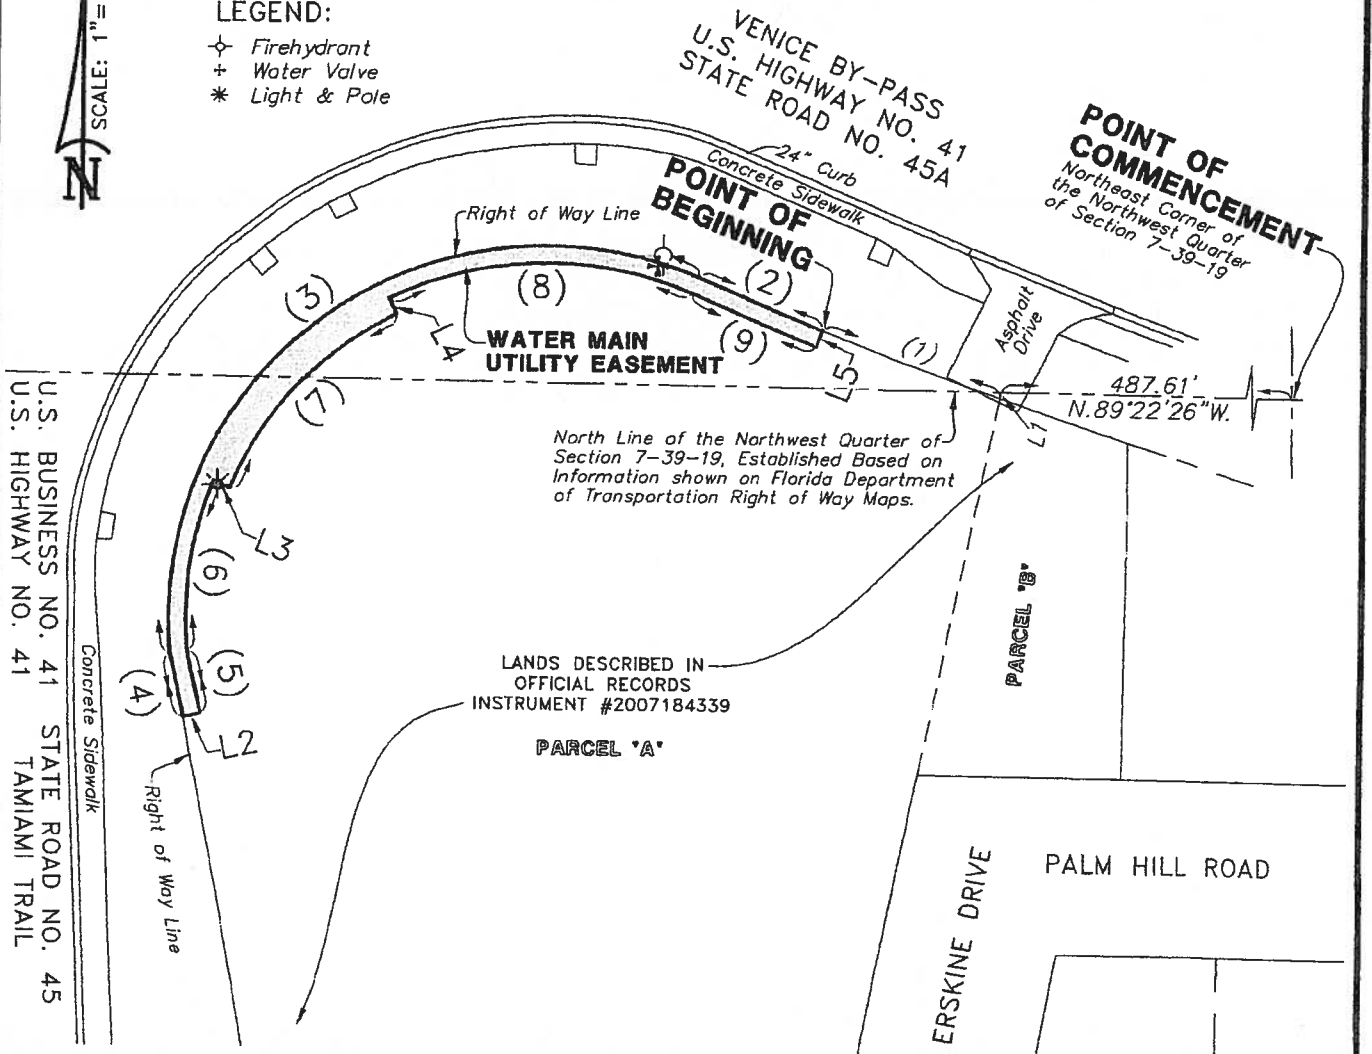 SCALE: 1"=
N
LEGEND:
Firehydrant
Water Valve
Light & Pole
VENICE BY-PASS
U.S. HIGHWAY NO. 41
STATE ROAD NO. 45A
24" Curb
Concrete Sidewalk
POINT OF
COMMENCEMENT
Northeast Corner of
the Northwest Quarter
of Section 7-39-19
POINT OF
BEGINNING
Right of Way Line
(2)
(3)
(8)
(9)
(1)
Asphalt
Drive
L4
WATER MAIN
UTILITY EASEMENT
L5
487.61'
N.89°22'26"W.
L1
(7)
North Line of the Northwest Quarter of
Section 7-39-19, Established Based on
Information shown on Florida Department
of Transportation Right of Way Maps.
L3
(6)
(5)
(4)
L2
PARCEL "B"
LANDS DESCRIBED IN
OFFICIAL RECORDS
INSTRUMENT #2007184339
PARCEL "A"
Concrete Sidewalk
Right of Way Line
U.S. BUSINESS NO. 41 STATE ROAD NO. 45
U.S. HIGHWAY NO. 41 TAMIAMI TRAIL
PALM HILL ROAD
ERSKINE DRIVE